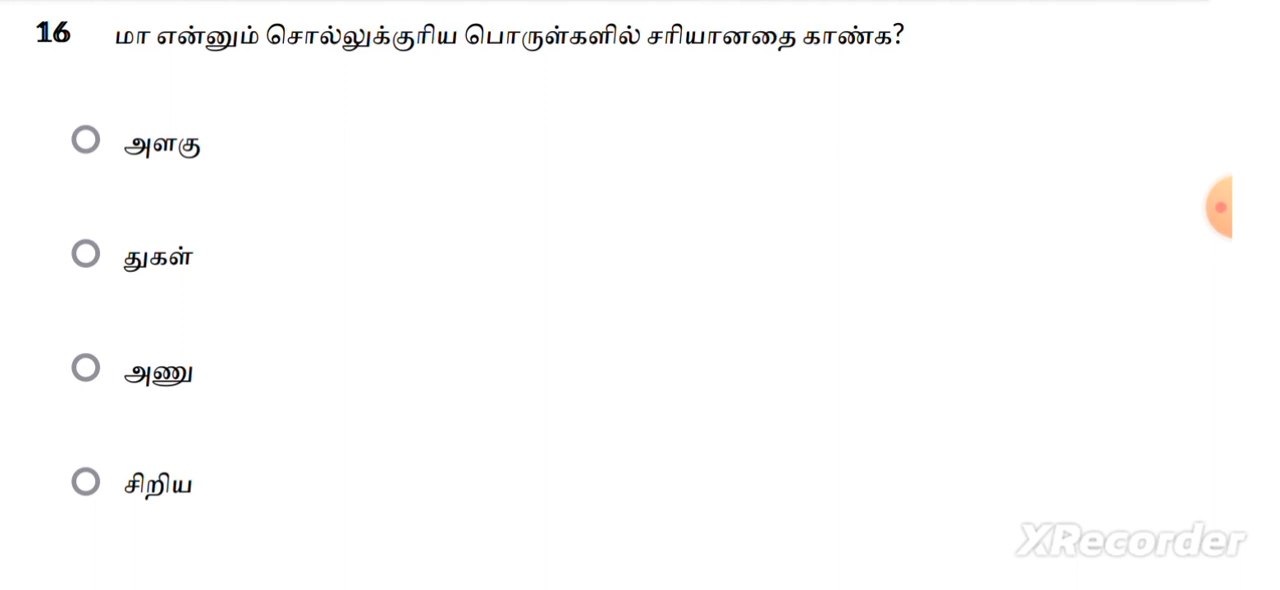 16 மா என்னும் சொல்லுக்குரிய பொருள்களில் சரியானதை காண்க?
அளகு
துகள்
அணு
சிறிய
XRecorder